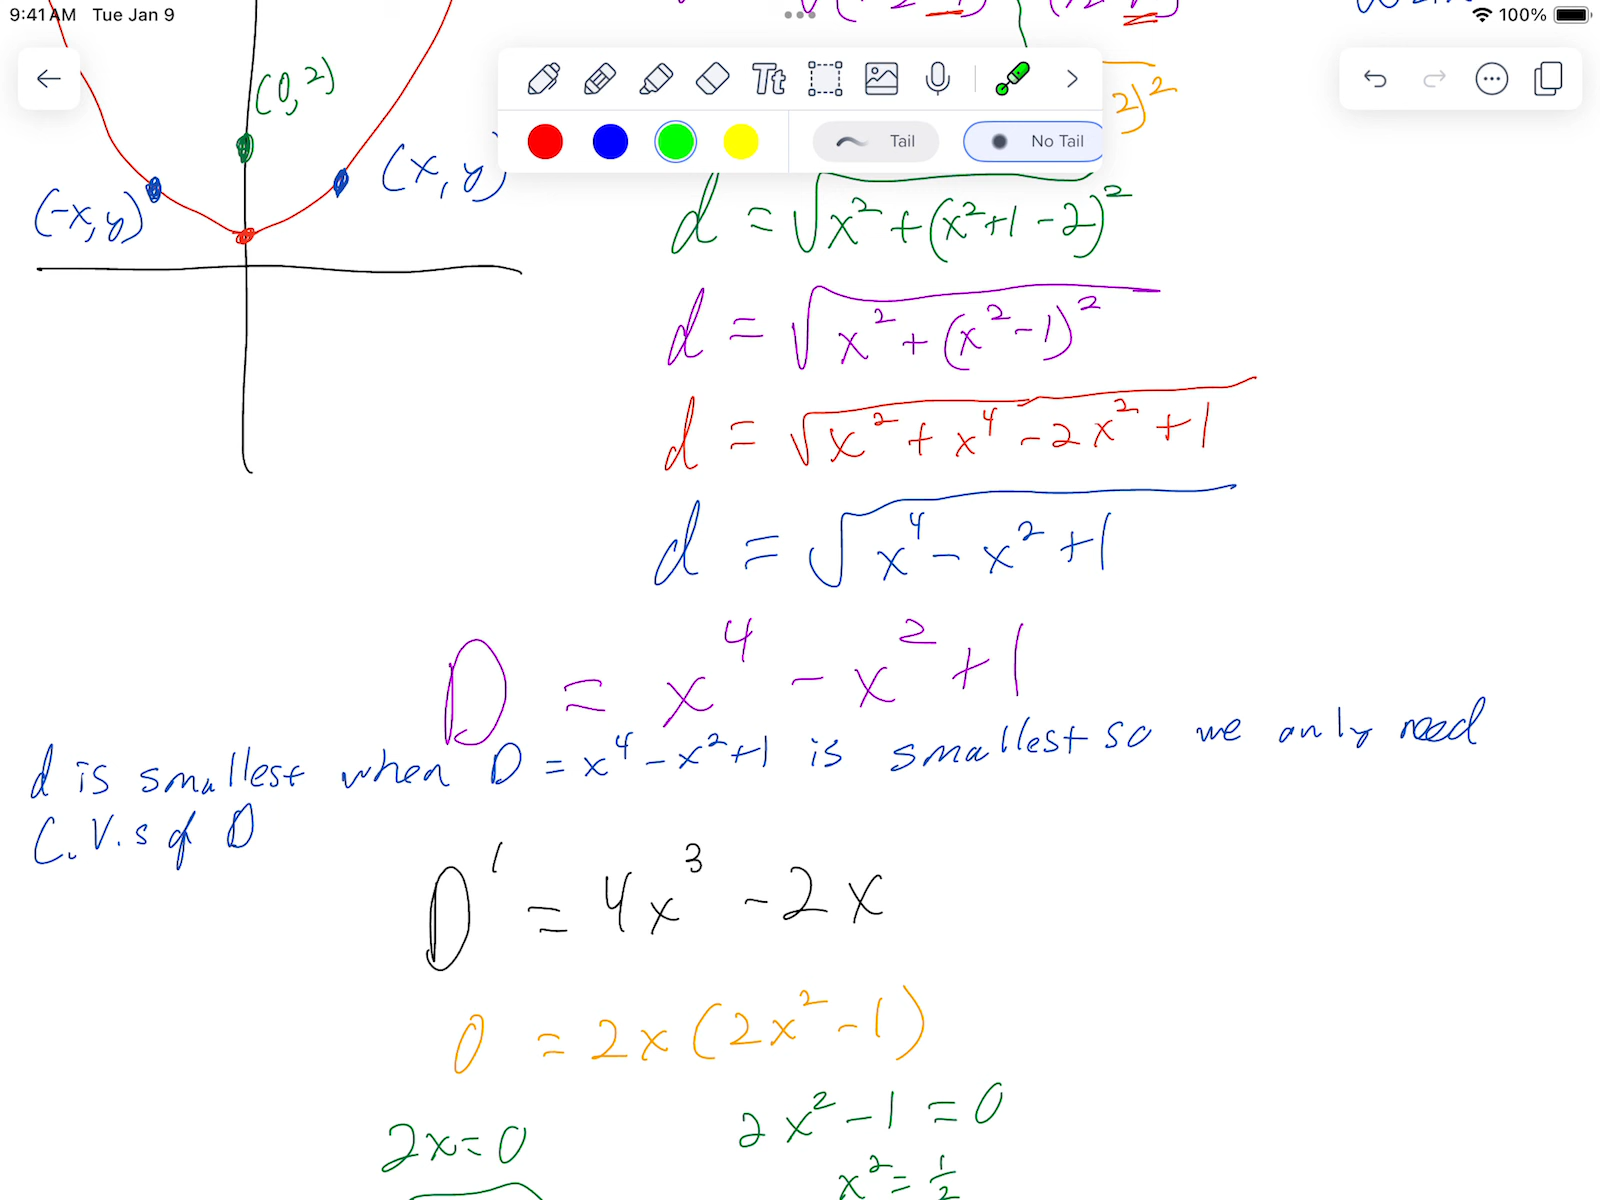 9:41 AM Tue Jan 9
100%
Tt
Tail
No Tail
(0,2)
(x,y)
(-x,y)
2)²
d = √x²+(x²+1-2)²
d = √x²+(x²-1)²
d = √x²+x⁴-2x²+1
d = √x⁴-x²+1
D = x⁴-x²+1
d is smallest when D = x⁴-x²+1 is smallest so we only need
C.V.s of D
D' = 4x³-2x
0 = 2x(2x²-1)
2x=0
2x²-1=0
x²=1/2